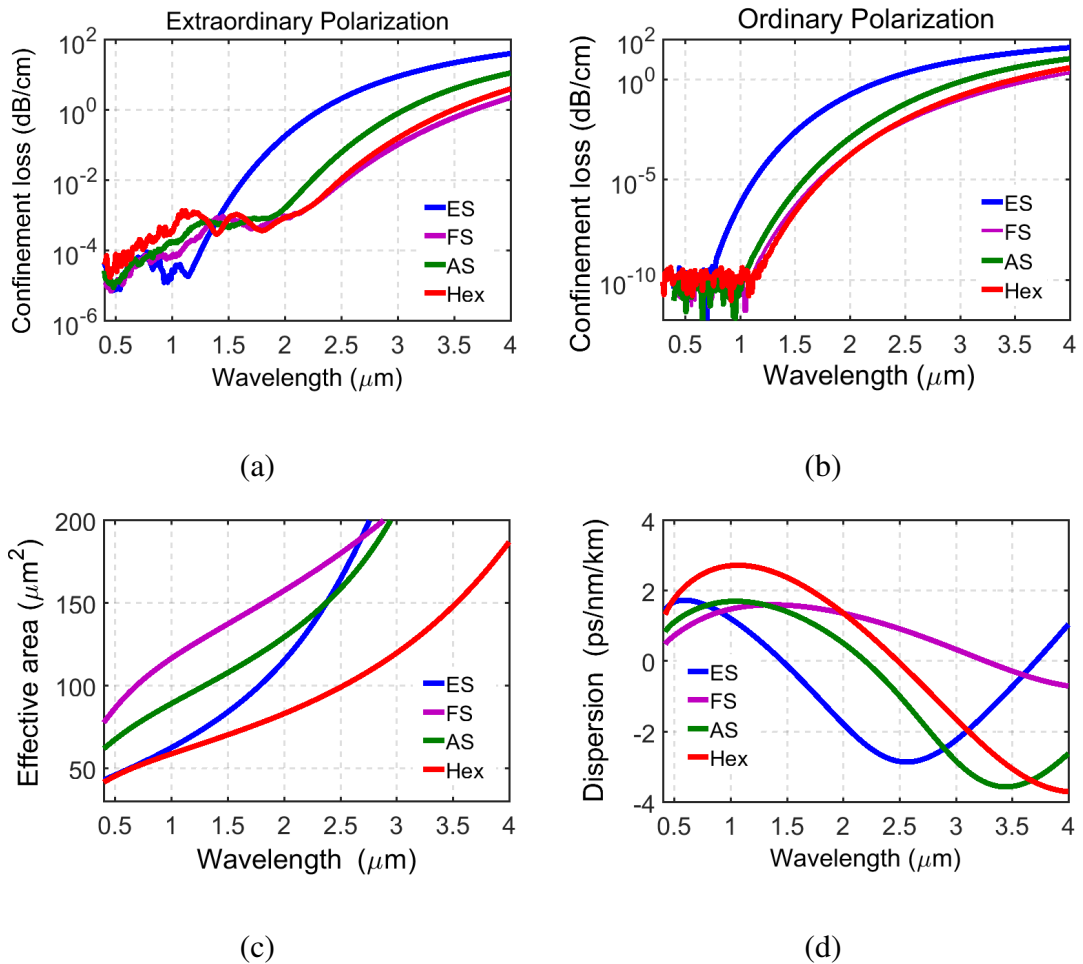 Extraordinary Polarization
Confinement loss (dB/cm)
10^2
10^0
10^-2
10^-4
10^-6
ES
FS
AS
Hex
0.5 1 1.5 2 2.5 3 3.5 4
Wavelength (μm)
(a)
Ordinary Polarization
Confinement loss (dB/cm)
10^2
10^0
10^-5
10^-10
ES
FS
AS
Hex
0.5 1 1.5 2 2.5 3 3.5 4
Wavelength (μm)
(b)
Effective area (μm^2)
200
150
100
50
ES
FS
AS
Hex
0.5 1 1.5 2 2.5 3 3.5 4
Wavelength (μm)
(c)
Dispersion (ps/nm/km)
4
2
0
-2
-4
ES
FS
AS
Hex
0.5 1 1.5 2 2.5 3 3.5 4
Wavelength (μm)
(d)